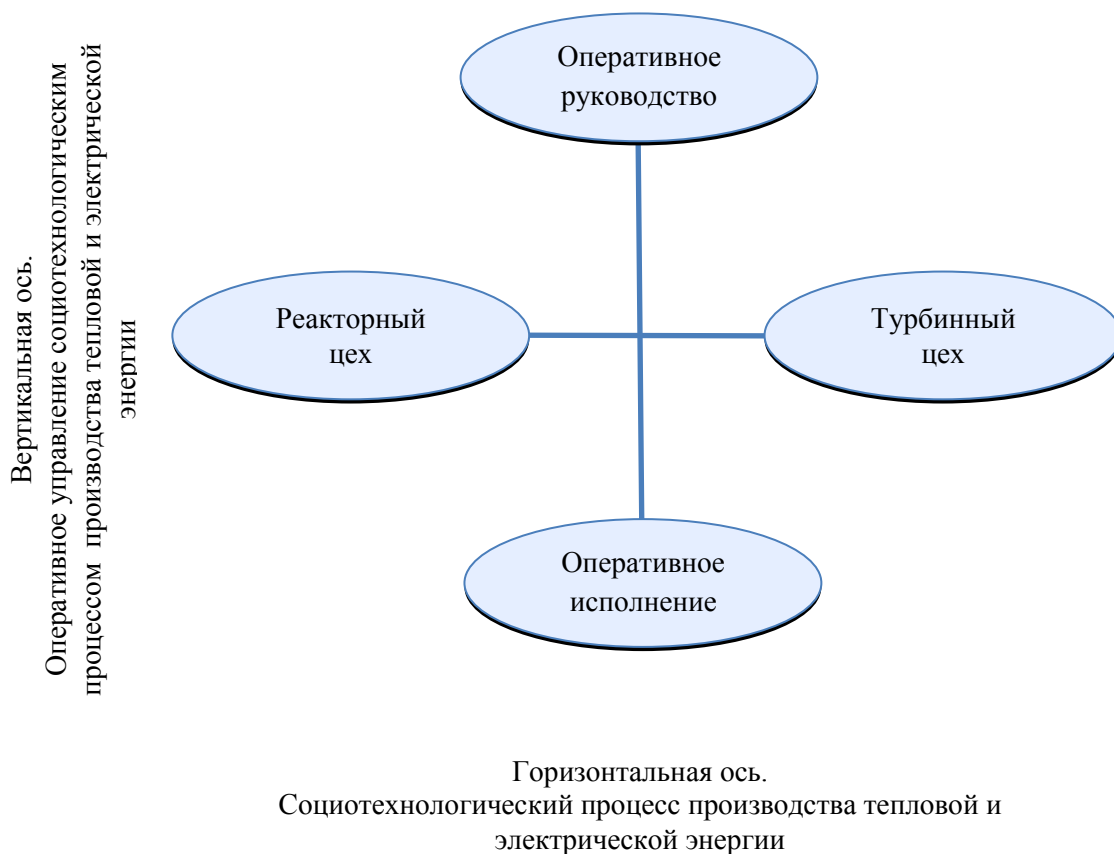 Оперативное
руководство
Реакторный
цех
Турбинный
цех
Оперативное
исполнение
Вертикальная ось.
Оперативное управление социотехнологическим
процессом производства тепловой и электрической
энергии
Горизонтальная ось.
Социотехнологический процесс производства тепловой и
электрической энергии